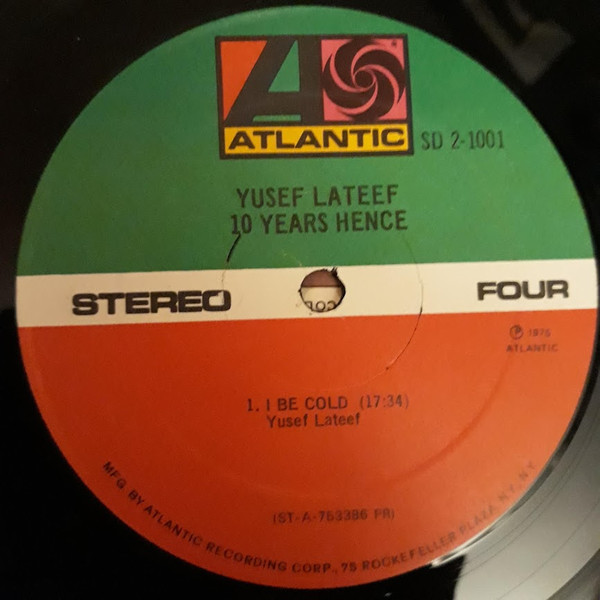 A
ATLANTIC
SD 2-1001
YUSEF LATEEF
10 YEARS HENCE
STEREO
FOUR
Ⓟ 1975
ATLANTIC
1. I BE COLD (17:34)
Yusef Lateef
(ST-A-753386 PR)
MFG. BY ATLANTIC RECORDING CORP., 75 ROCKEFELLER PLAZA, N.Y., N.Y.